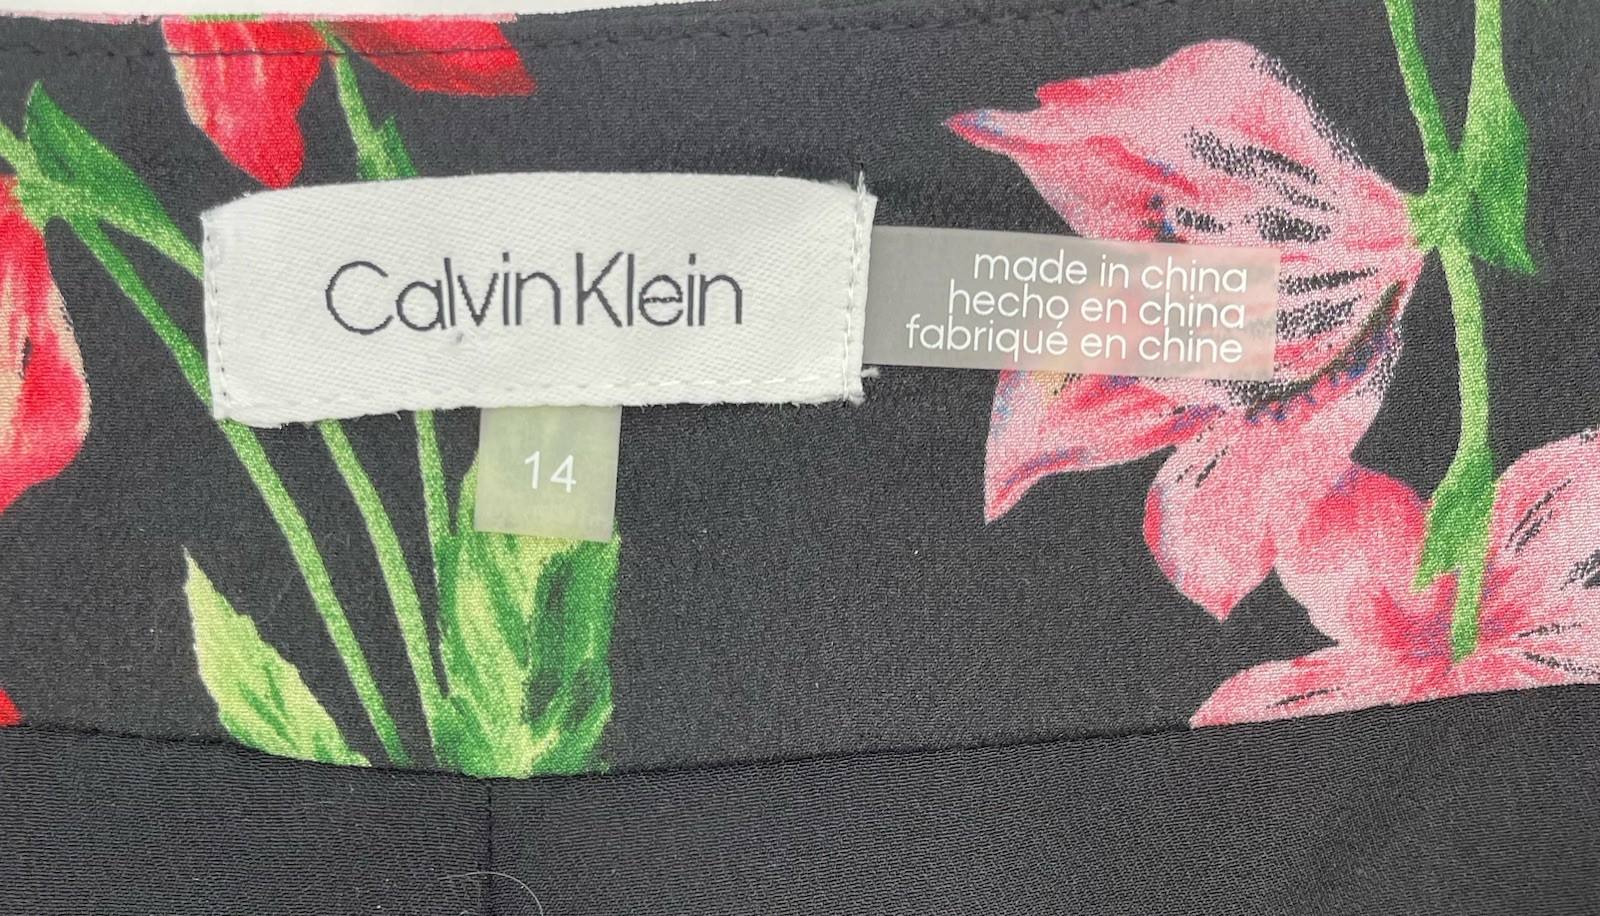 Calvin Klein
made in china
hecho en china
fabriqué en chine
14